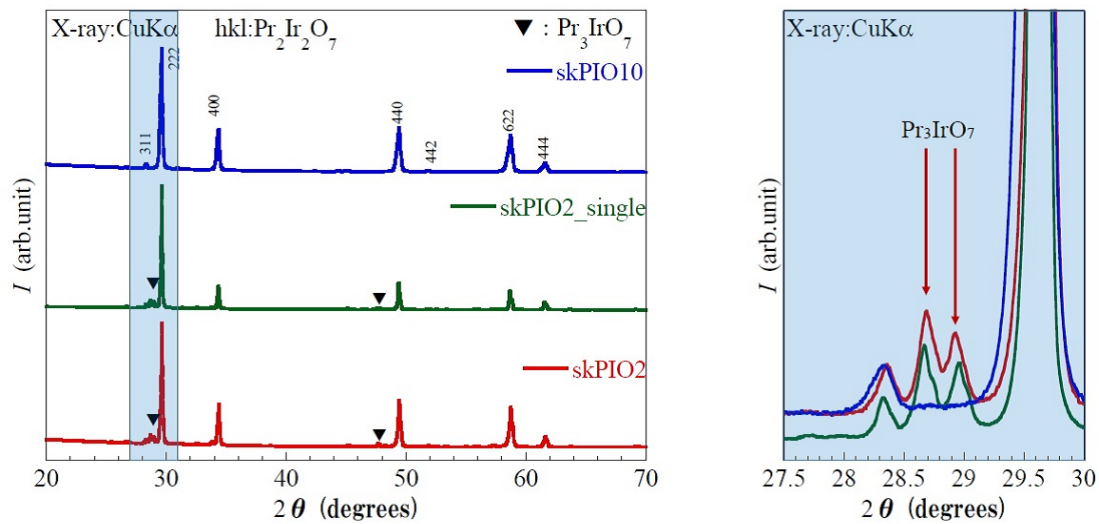 X-ray:CuKα hkl:Pr₂Ir₂O₇ ▼ : Pr₃IrO₇
222
skPIO10
400
440
622
311
442
444
skPIO2_single
skPIO2
I (arb.unit)
20 30 40 50 60 70
2θ (degrees)
X-ray:CuKα
Pr₃IrO₇
I (arb.unit)
27.5 28 28.5 29 29.5 30
2θ (degrees)